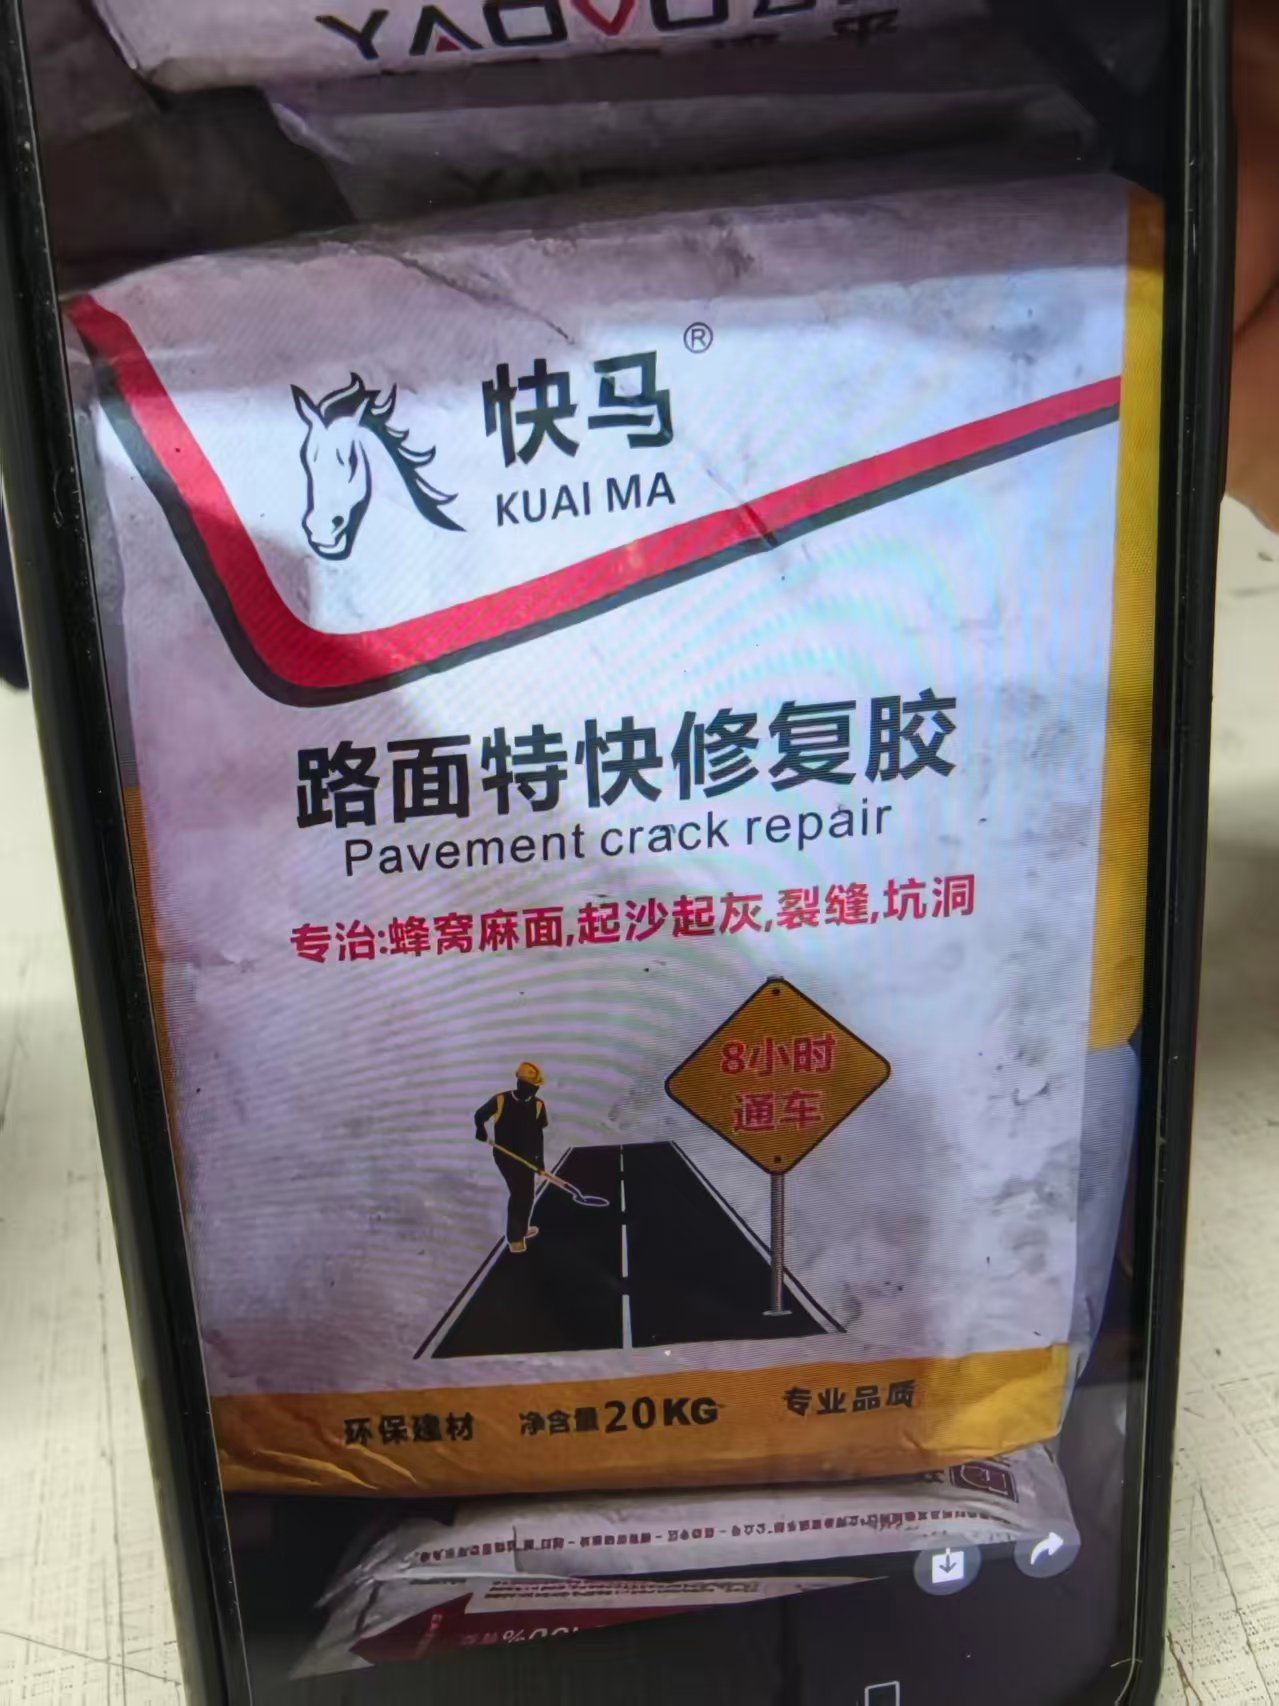 快马®
KUAI MA
路面特快修复胶
Pavement crack repair
专治:蜂窝麻面,起沙起灰,裂缝,坑洞
8小时
通车
环保建材 净含量20KG 专业品质